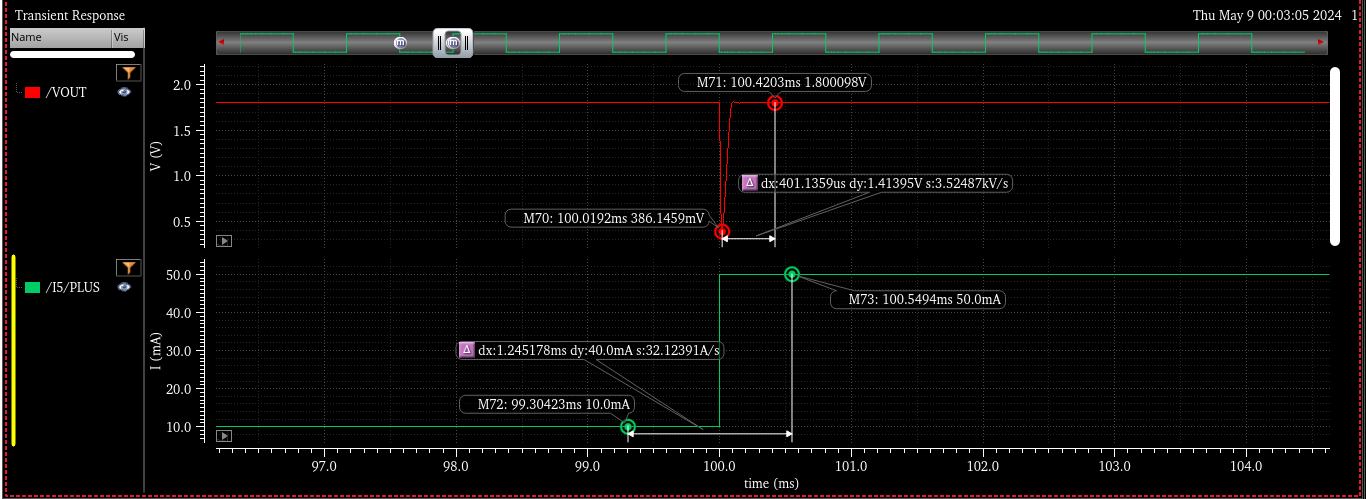 Transient Response
Thu May 9 00:03:05 2024 1
Name Vis
m m
/VOUT
2.0
1.5
1.0
0.5
V (V)
M71: 100.4203ms 1.800098V
Δ dx:401.1359us dy:1.41395V s:3.52487kV/s
M70: 100.0192ms 386.1459mV
/I5/PLUS
50.0
40.0
30.0
20.0
10.0
I (mA)
M73: 100.5494ms 50.0mA
Δ dx:1.245178ms dy:40.0mA s:32.12391A/s
M72: 99.30423ms 10.0mA
97.0 98.0 99.0 100.0 101.0 102.0 103.0 104.0
time (ms)